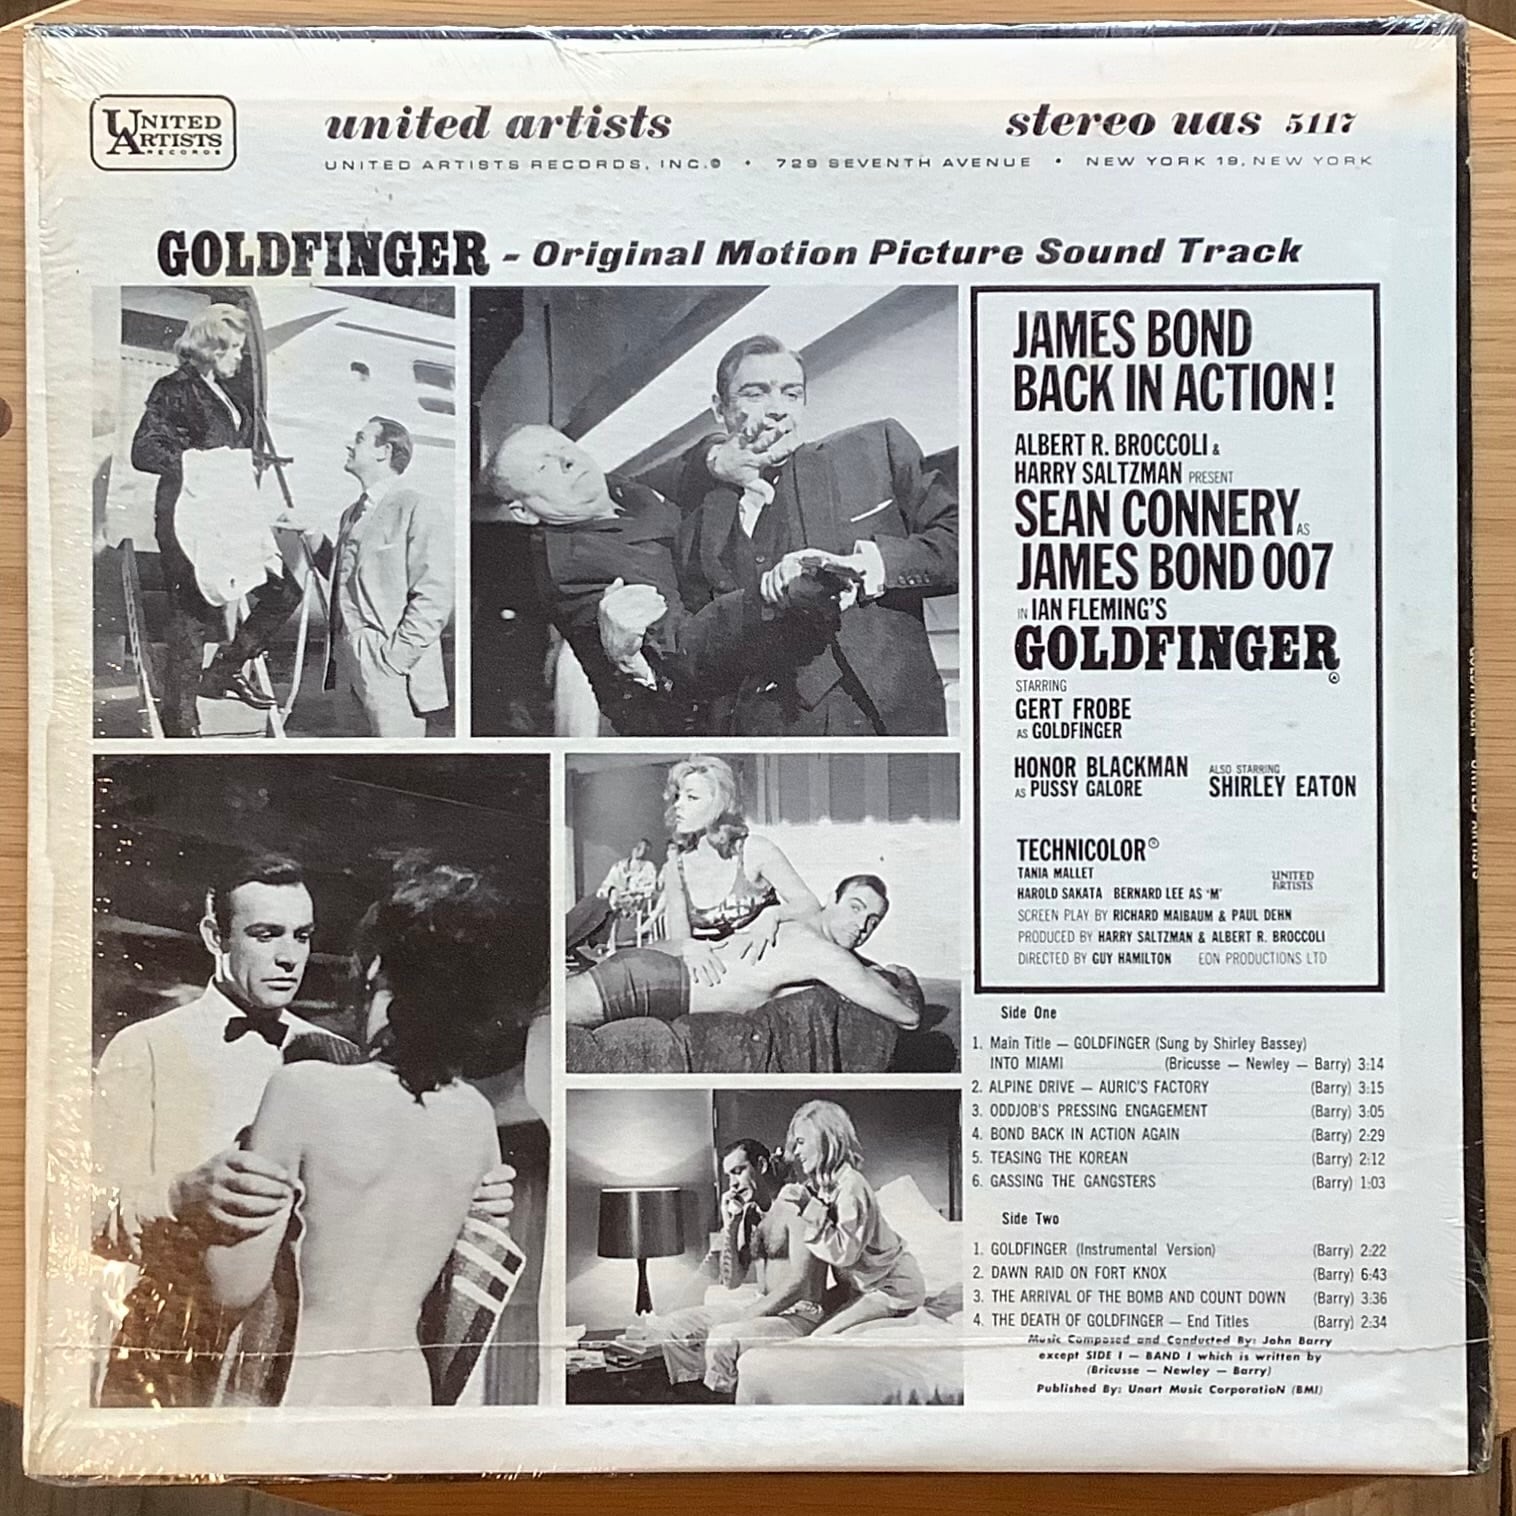 UNITED
ARTISTS
RECORDS
united artists
stereo uas 5117
UNITED ARTISTS RECORDS, INC.® • 729 SEVENTH AVENUE • NEW YORK 19, NEW YORK
GOLDFINGER - Original Motion Picture Sound Track
JAMES BOND
BACK IN ACTION!
ALBERT R. BROCCOLI &
HARRY SALTZMAN PRESENT
SEAN CONNERY AS
JAMES BOND 007
IN IAN FLEMING'S
GOLDFINGER
STARRING
GERT FROBE
AS GOLDFINGER
HONOR BLACKMAN
AS PUSSY GALORE
ALSO STARRING
SHIRLEY EATON
TECHNICOLOR®
TANIA MALLET
HAROLD SAKATA BERNARD LEE AS 'M'
UNITED
ARTISTS
SCREEN PLAY BY RICHARD MAIBAUM & PAUL DEHN
PRODUCED BY HARRY SALTZMAN & ALBERT R. BROCCOLI
DIRECTED BY GUY HAMILTON EON PRODUCTIONS LTD
Side One
1. Main Title — GOLDFINGER (Sung by Shirley Bassey)
INTO MIAMI (Bricusse — Newley — Barry) 3:14
2. ALPINE DRIVE — AURIC'S FACTORY (Barry) 3:15
3. ODDJOB'S PRESSING ENGAGEMENT (Barry) 3:05
4. BOND BACK IN ACTION AGAIN (Barry) 2:29
5. TEASING THE KOREAN (Barry) 2:12
6. GASSING THE GANGSTERS (Barry) 1:03
Side Two
1. GOLDFINGER (Instrumental Version) (Barry) 2:22
2. DAWN RAID ON FORT KNOX (Barry) 6:43
3. THE ARRIVAL OF THE BOMB AND COUNT DOWN (Barry) 3:36
4. THE DEATH OF GOLDFINGER — End Titles (Barry) 2:34
Music Composed and Conducted By: John Barry
except SIDE I — BAND I which is written by
(Bricusse — Newley — Barry)
Published By: Unart Music CorporatioN (BMI)